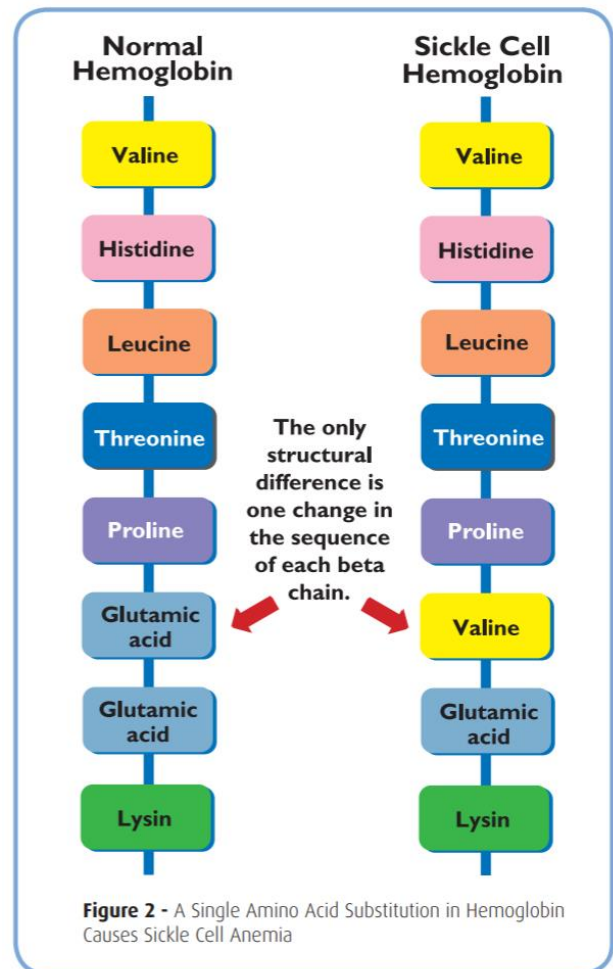 Normal
Hemoglobin
Valine
Histidine
Leucine
Threonine
Proline
Glutamic
acid
Glutamic
acid
Lysin
Sickle Cell
Hemoglobin
Valine
Histidine
Leucine
Threonine
Proline
Valine
Glutamic
acid
Lysin
The only
structural
difference is
one change in
the sequence
of each beta
chain.
Figure 2 - A Single Amino Acid Substitution in Hemoglobin
Causes Sickle Cell Anemia